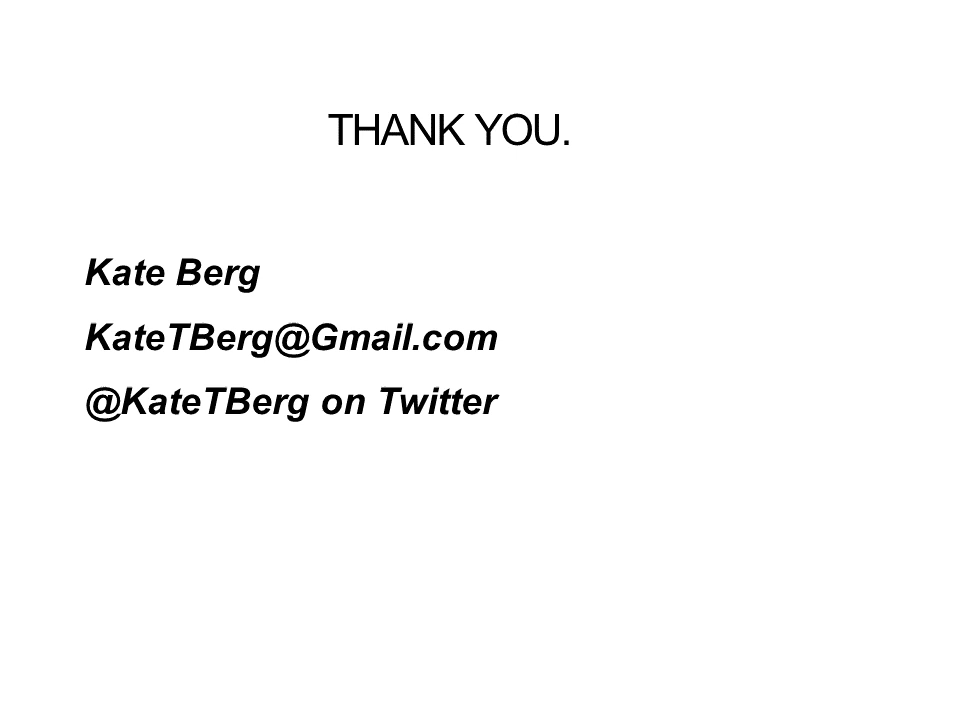 THANK YOU.
Kate Berg
KateTBerg@Gmail.com
@KateTBerg on Twitter